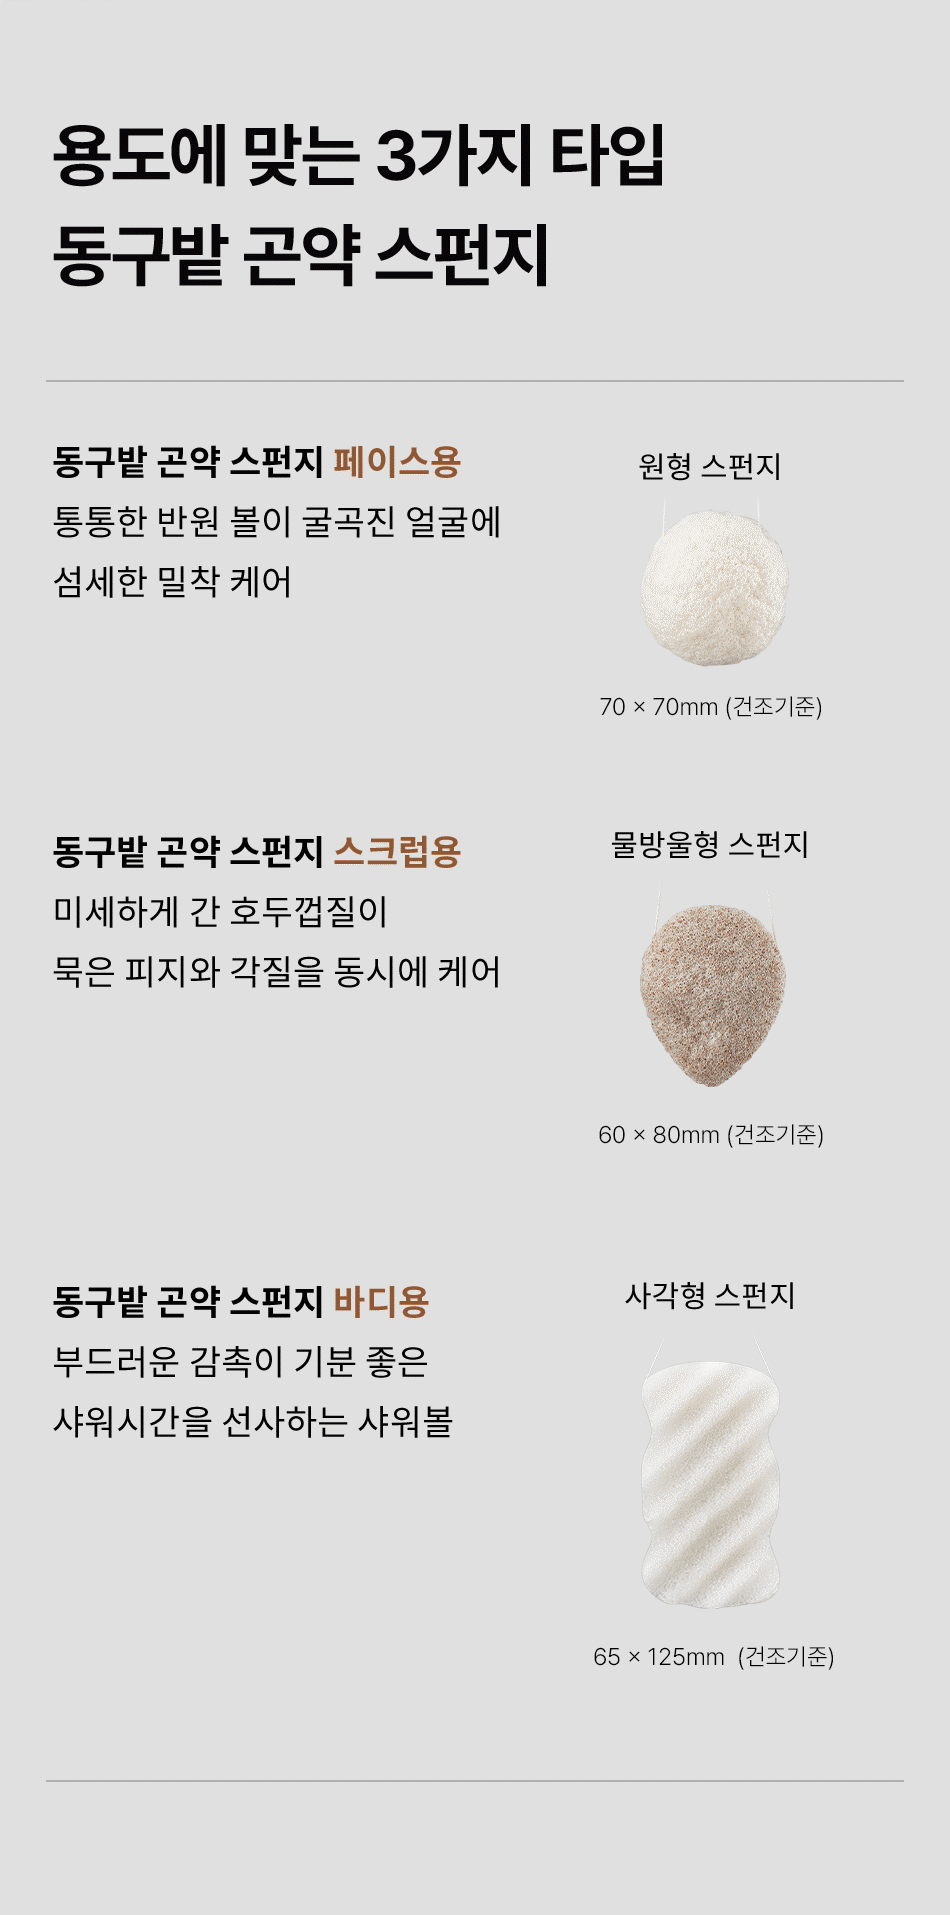 용도에 맞는 3가지 타입
동구밭 곤약 스펀지
동구밭 곤약 스펀지 페이스용
통통한 반원 볼이 굴곡진 얼굴에
섬세한 밀착 케어
원형 스펀지
70 × 70mm (건조기준)
동구밭 곤약 스펀지 스크럽용
미세하게 간 호두껍질이
묵은 피지와 각질을 동시에 케어
물방울형 스펀지
60 × 80mm (건조기준)
동구밭 곤약 스펀지 바디용
부드러운 감촉이 기분 좋은
샤워시간을 선사하는 샤워볼
사각형 스펀지
65 × 125mm (건조기준)